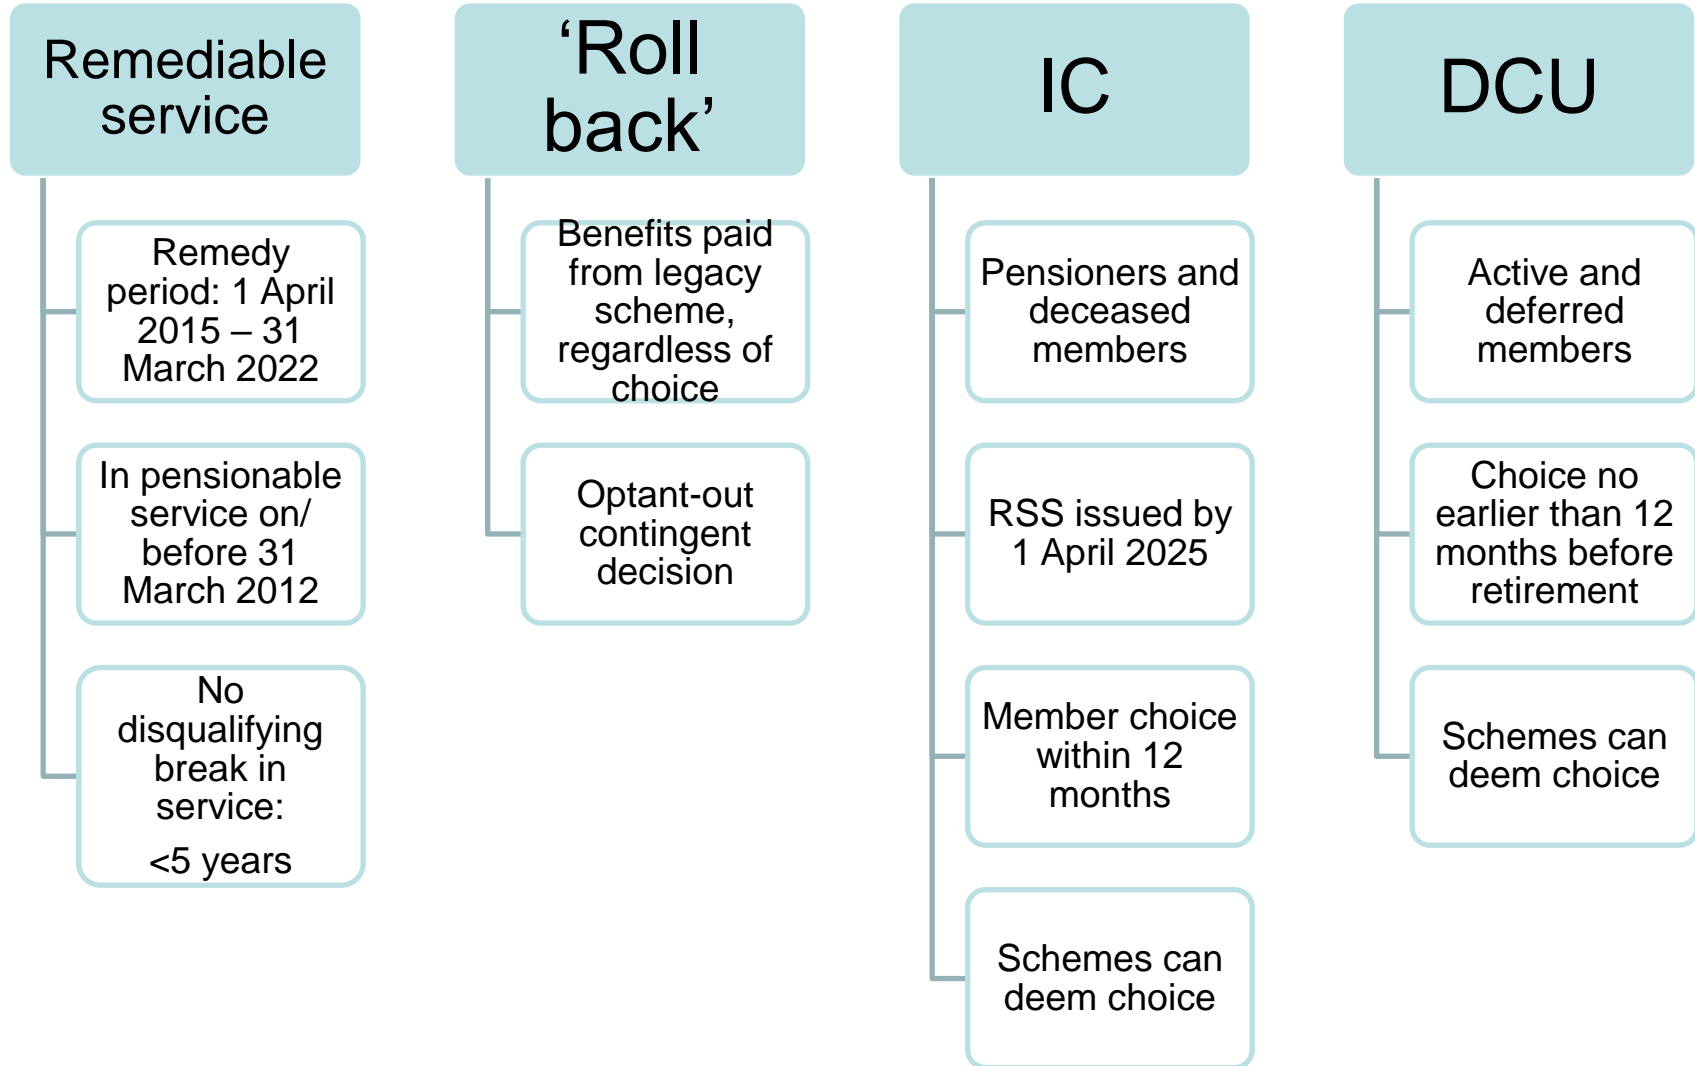 Remediable
service
Remedy
period: 1 April
2015 – 31
March 2022
In pensionable
service on/
before 31
March 2012
No
disqualifying
break in
service:
<5 years
‘Roll
back’
Benefits paid
from legacy
scheme,
regardless of
choice
Optant-out
contingent
decision
IC
Pensioners and
deceased
members
RSS issued by
1 April 2025
Member choice
within 12
months
Schemes can
deem choice
DCU
Active and
deferred
members
Choice no
earlier than 12
months before
retirement
Schemes can
deem choice